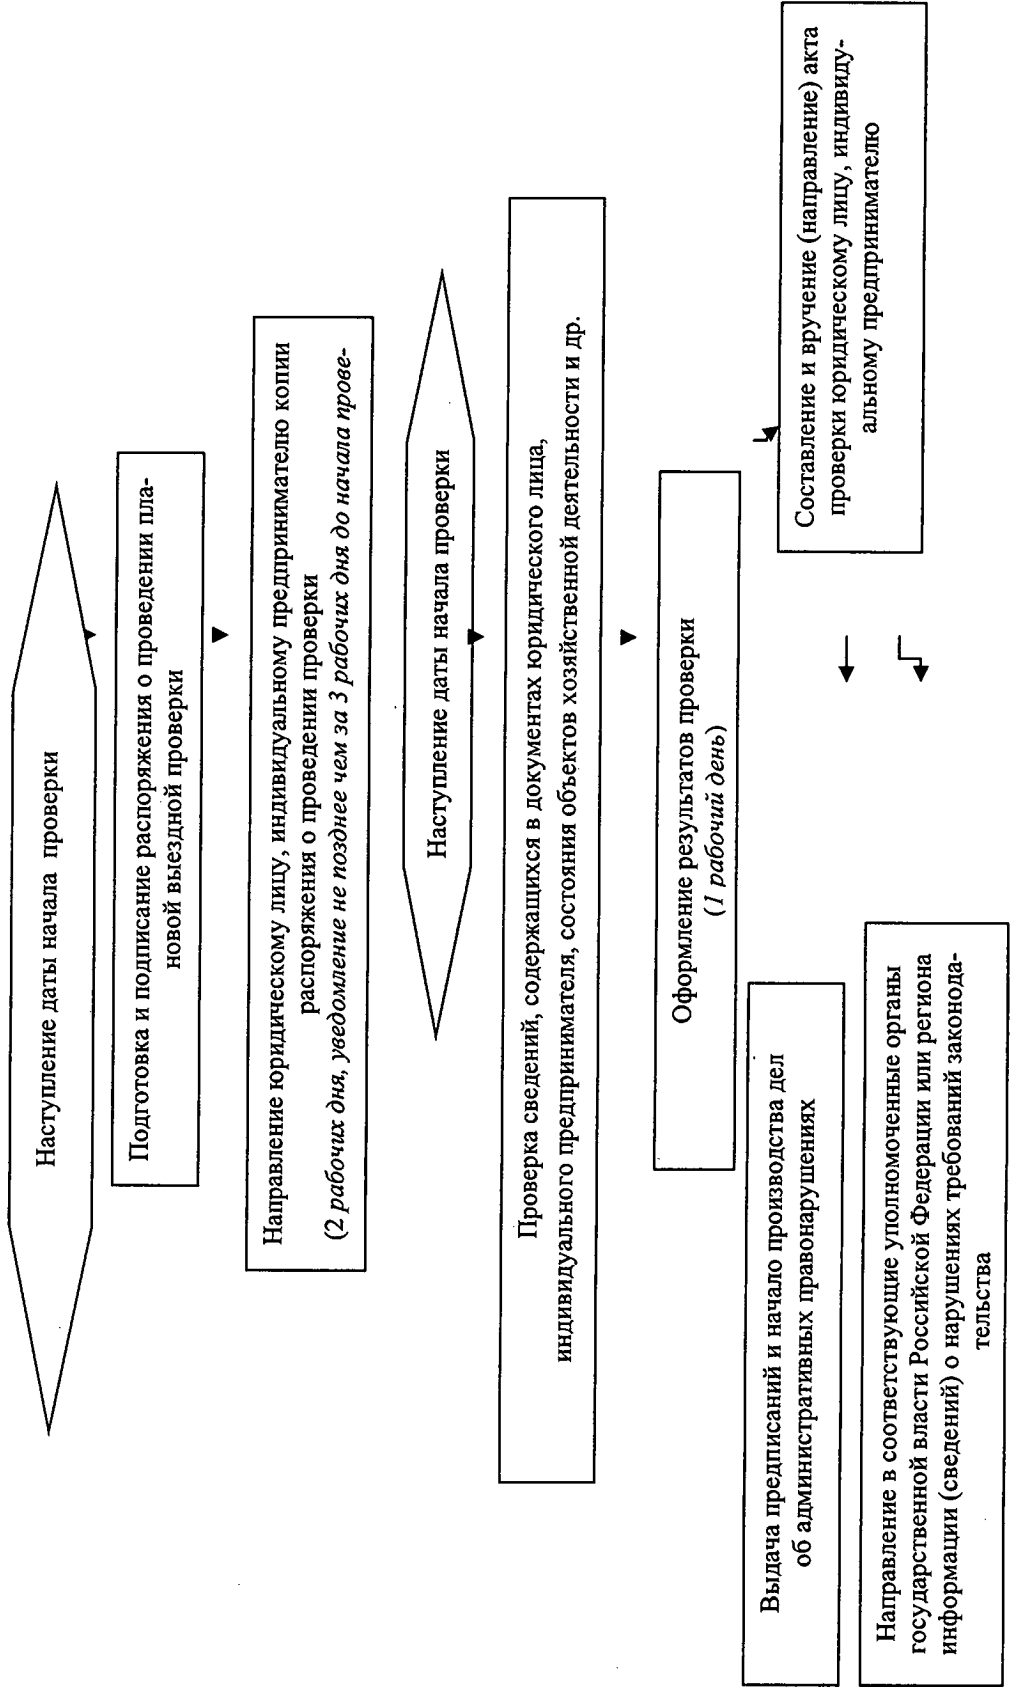 Наступление даты начала проверки
Подготовка и подписание распоряжения о проведении пла-
новой выездной проверки
Направление юридическому лицу, индивидуальному предпринимателю копии
распоряжения о проведении проверки
(2 рабочих дня, уведомление не позднее чем за 3 рабочих дня до начала прове-
Наступление даты начала проверки
Проверка сведений, содержащихся в документах юридического лица,
индивидуального предпринимателя, состояния объектов хозяйственной деятельности и др.
Оформление результатов проверки
(1 рабочий день)
Составление и вручение (направление) акта
проверки юридическому лицу, индивиду-
альному предпринимателю
Выдача предписаний и начало производства дел
об административных правонарушениях
Направление в соответствующие уполномоченные органы
государственной власти Российской Федерации или региона
информации (сведений) о нарушениях требований законода-
тельства